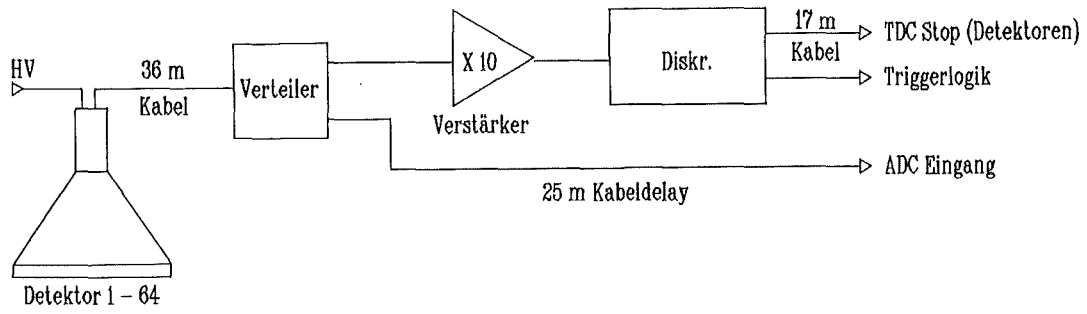 HV
36 m
Kabel
Verteiler
X 10
Verstärker
Diskr.
17 m
Kabel
TDC Stop (Detektoren)
Triggerlogik
ADC Eingang
25 m Kabeldelay
Detektor 1 – 64